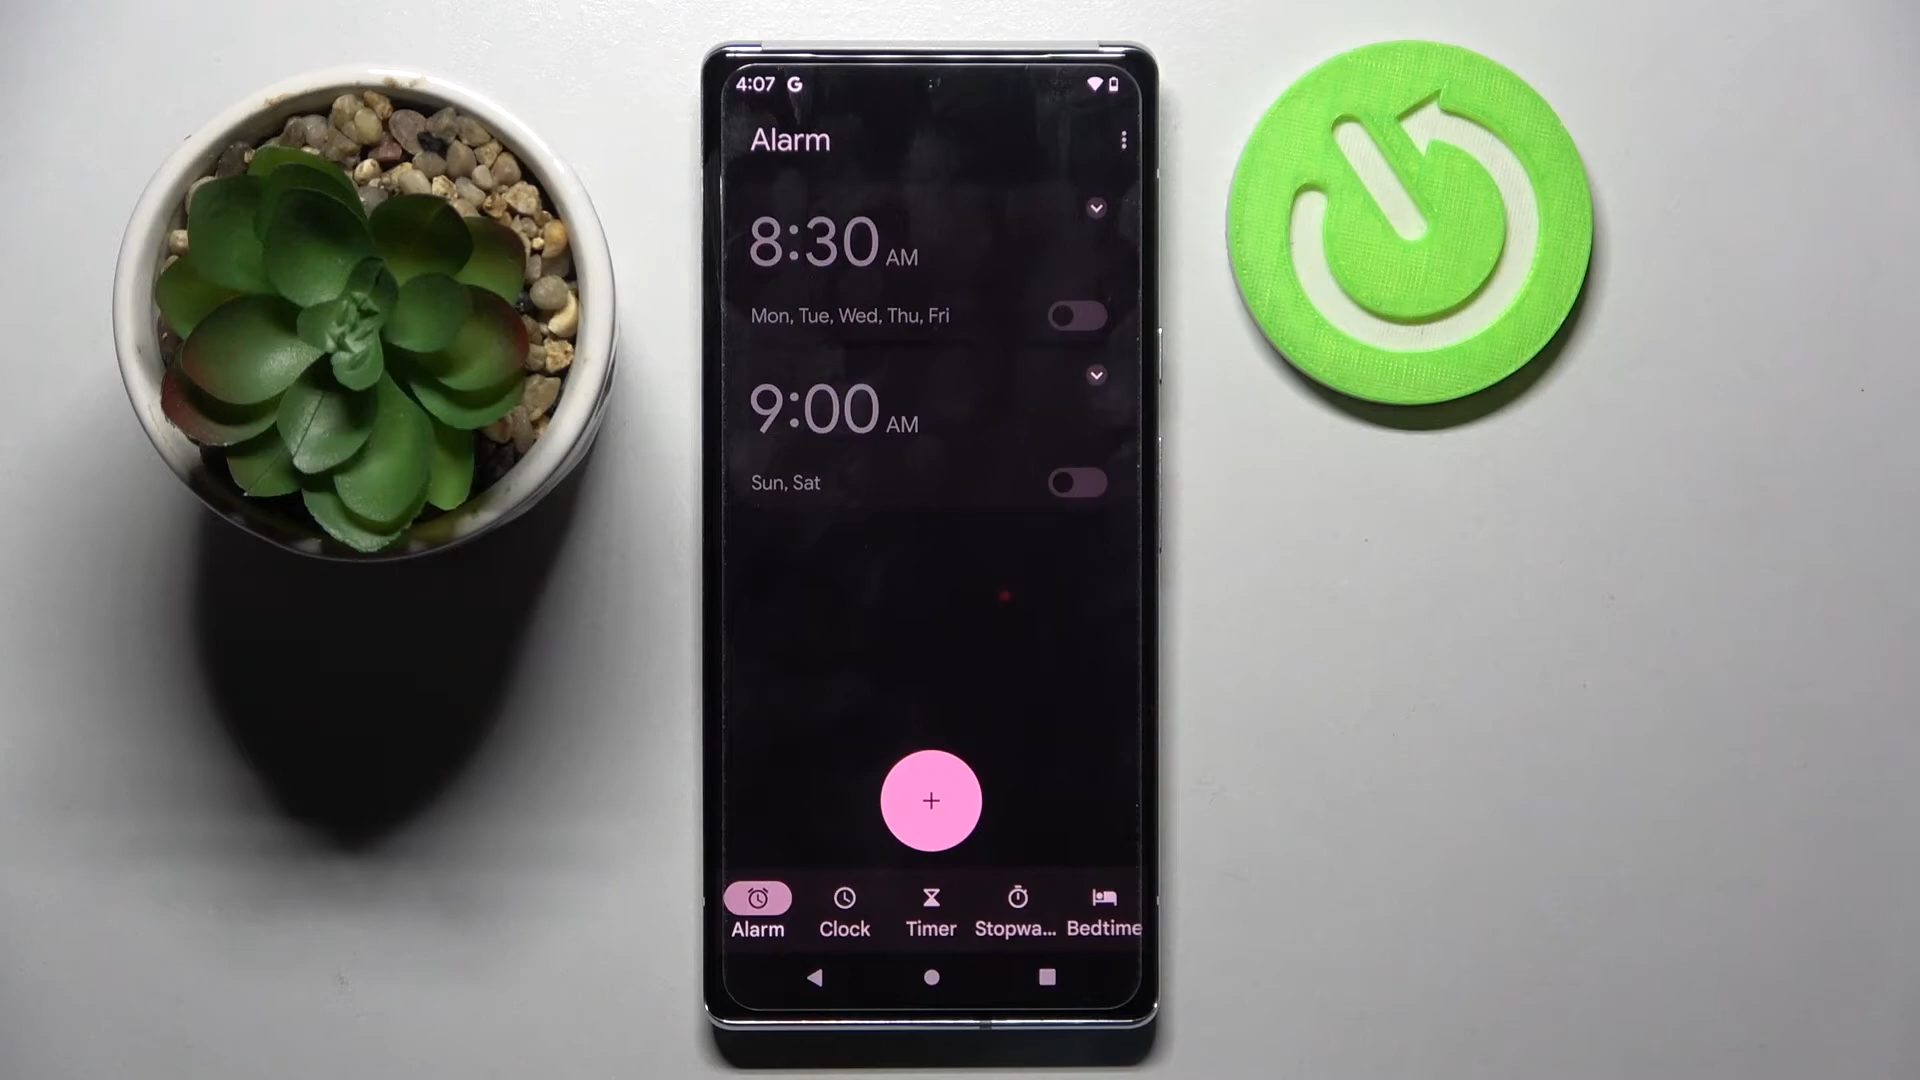 4:07 G
Alarm
8:30 AM
Mon, Tue, Wed, Thu, Fri
9:00 AM
Sun, Sat
Alarm Clock Timer Stopwa... Bedtime